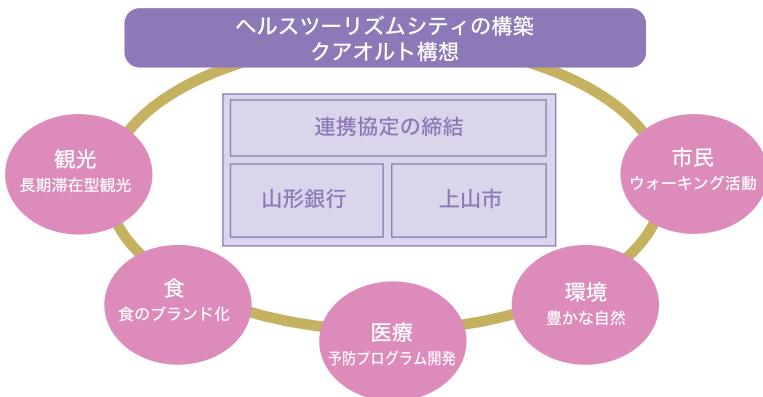 ヘルスツーリズムシティの構築
クアオルト構想
連携協定の締結
山形銀行
上山市
観光
長期滞在型観光
食
食のブランド化
医療
予防プログラム開発
環境
豊かな自然
市民
ウォーキング活動